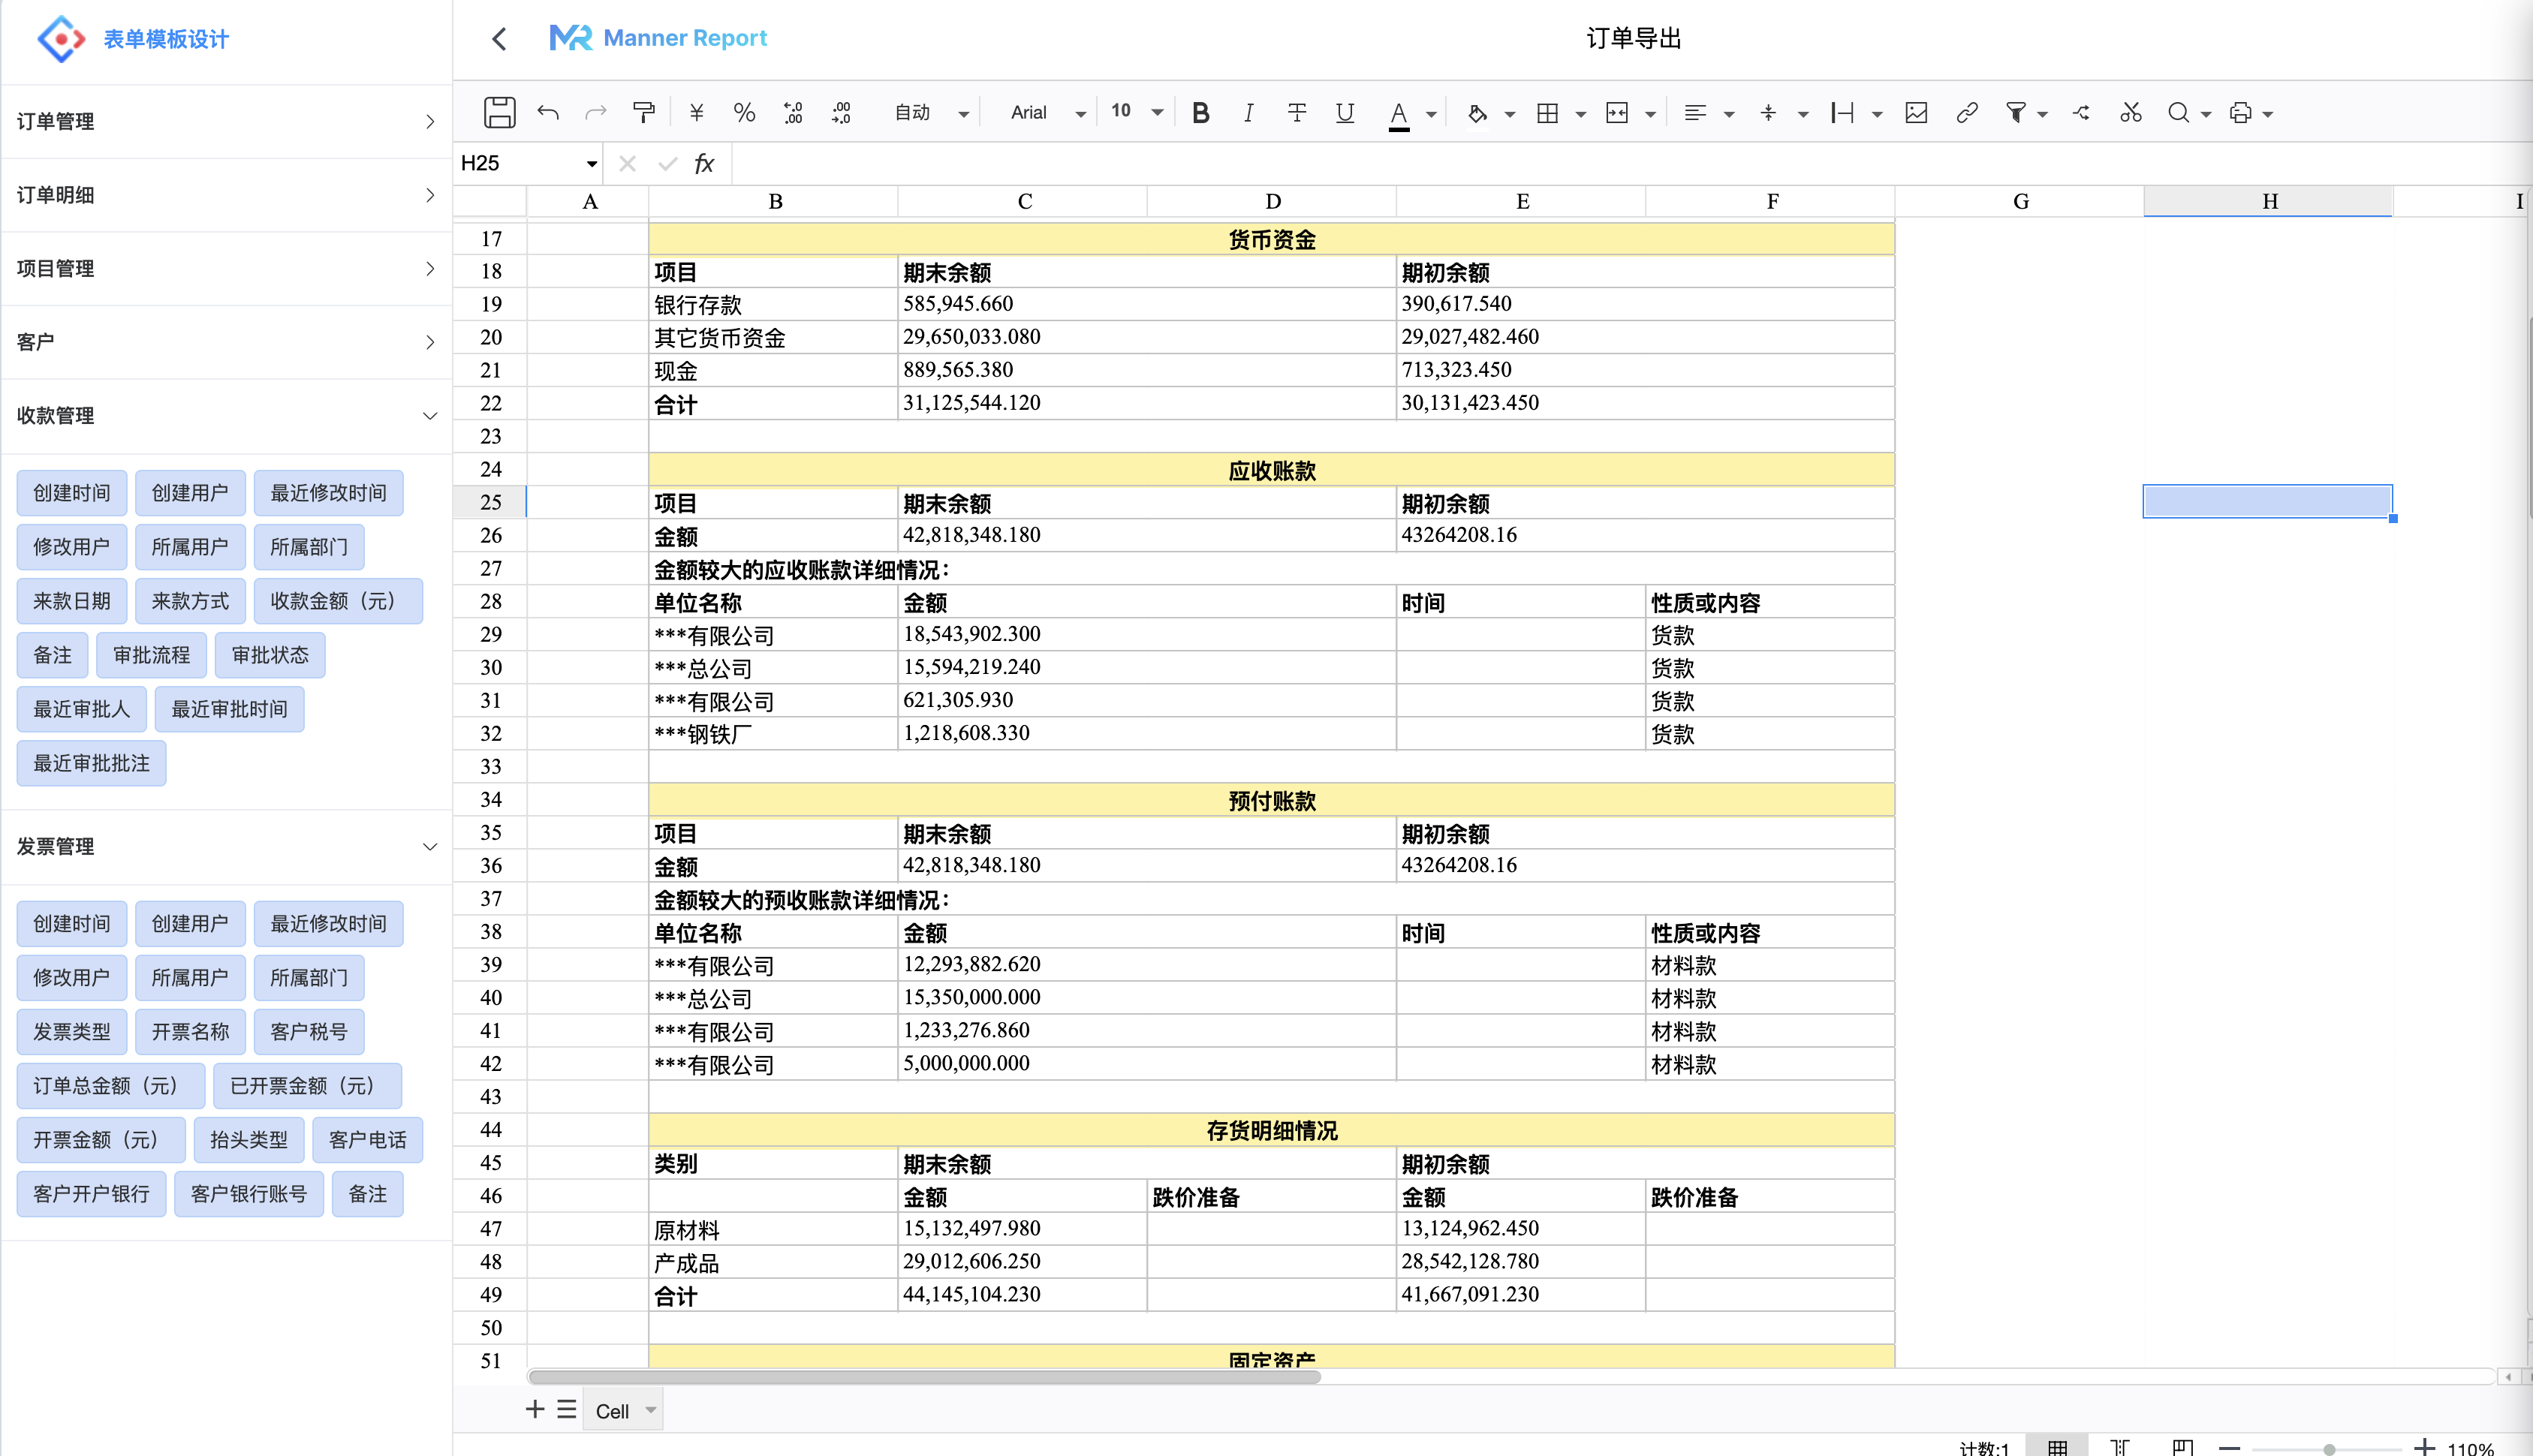 表单模板设计
Manner Report
订单导出
自动 Arial 10
H25
fx
订单管理
订单明细
项目管理
客户
收款管理
创建时间 创建用户 最近修改时间
修改用户 所属用户 所属部门
来款日期 来款方式 收款金额（元）
备注 审批流程 审批状态
最近审批人 最近审批时间
最近审批批注
发票管理
创建时间 创建用户 最近修改时间
修改用户 所属用户 所属部门
发票类型 开票名称 客户税号
订单总金额（元） 已开票金额（元）
开票金额（元） 抬头类型 客户电话
客户开户银行 客户银行账号 备注
A B C D E F G H I
17 货币资金
18 项目 期末余额 期初余额
19 银行存款 585,945.660 390,617.540
20 其它货币资金 29,650,033.080 29,027,482.460
21 现金 889,565.380 713,323.450
22 合计 31,125,544.120 30,131,423.450
23
24 应收账款
25 项目 期末余额 期初余额
26 金额 42,818,348.180 43264208.16
27 金额较大的应收账款详细情况：
28 单位名称 金额 时间 性质或内容
29 ***有限公司 18,543,902.300 货款
30 ***总公司 15,594,219.240 货款
31 ***有限公司 621,305.930 货款
32 ***钢铁厂 1,218,608.330 货款
33
34 预付账款
35 项目 期末余额 期初余额
36 金额 42,818,348.180 43264208.16
37 金额较大的预收账款详细情况：
38 单位名称 金额 时间 性质或内容
39 ***有限公司 12,293,882.620 材料款
40 ***总公司 15,350,000.000 材料款
41 ***有限公司 1,233,276.860 材料款
42 ***有限公司 5,000,000.000 材料款
43
44 存货明细情况
45 类别 期末余额 期初余额
46 金额 跌价准备 金额 跌价准备
47 原材料 15,132,497.980 13,124,962.450
48 产成品 29,012,606.250 28,542,128.780
49 合计 44,145,104.230 41,667,091.230
50
51 固定资产
Cell
计数:1 110%